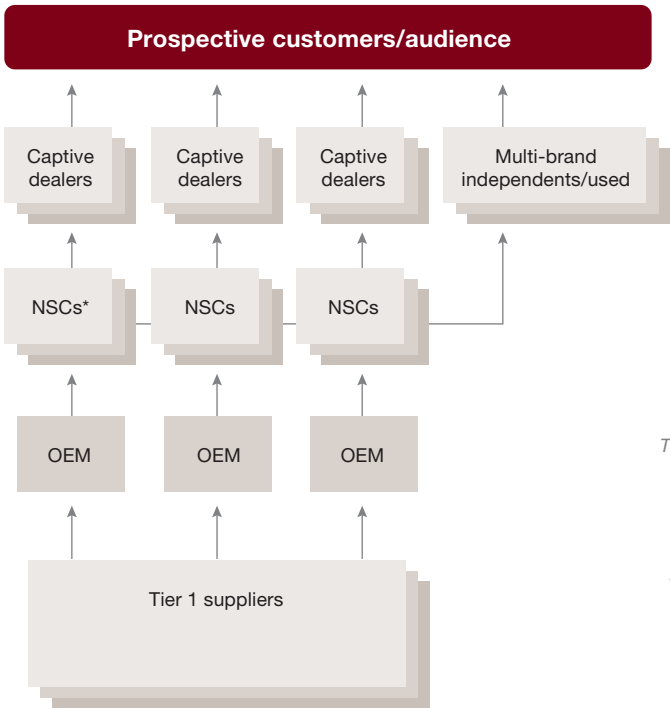 Prospective customers/audience
Captive
dealers
Captive
dealers
Captive
dealers
Multi-brand
independents/used
NSCs*
NSCs
NSCs
OEM
OEM
OEM
T
Tier 1 suppliers